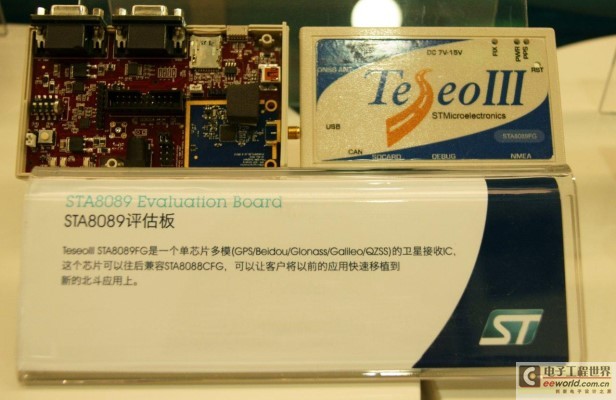 DC 7V-15V
FIX
PWR
PPS
RST
TeseoIII
STMicroelectronics
USB
STA8089FG
CAN
SDCARD
DEBUG
NMEA
STA8089 Evaluation Board
STA8089评估板
TeseoIII STA8089FG是一个单芯片多模(GPS/Beidou/Glonass/Galileo/QZSS)的卫星接收IC,
这个芯片可以往后兼容STA8088CFG，可以让客户将以前的应用快速移植到
新的北斗应用上。
ST
电子工程世界
eeworld.com.cn